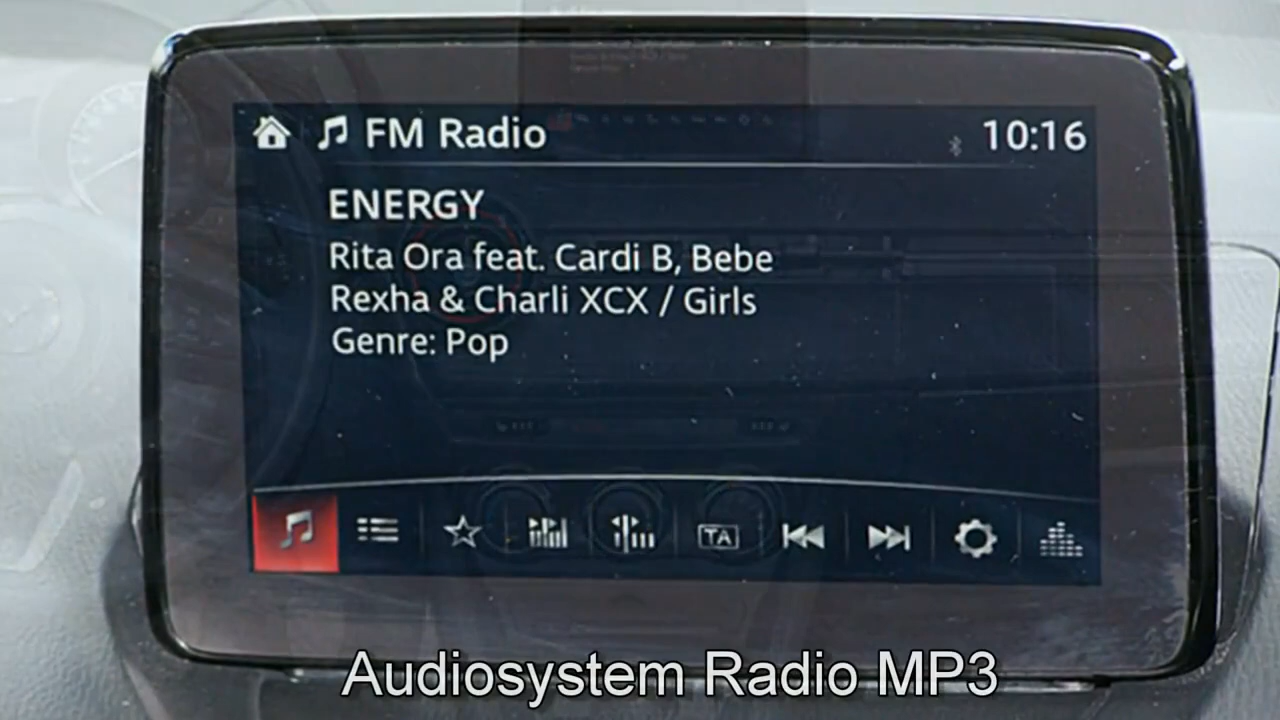 FM Radio
10:16
ENERGY
Rita Ora feat. Cardi B, Bebe
Rexha & Charli XCX / Girls
Genre: Pop
TA
Audiosystem Radio MP3